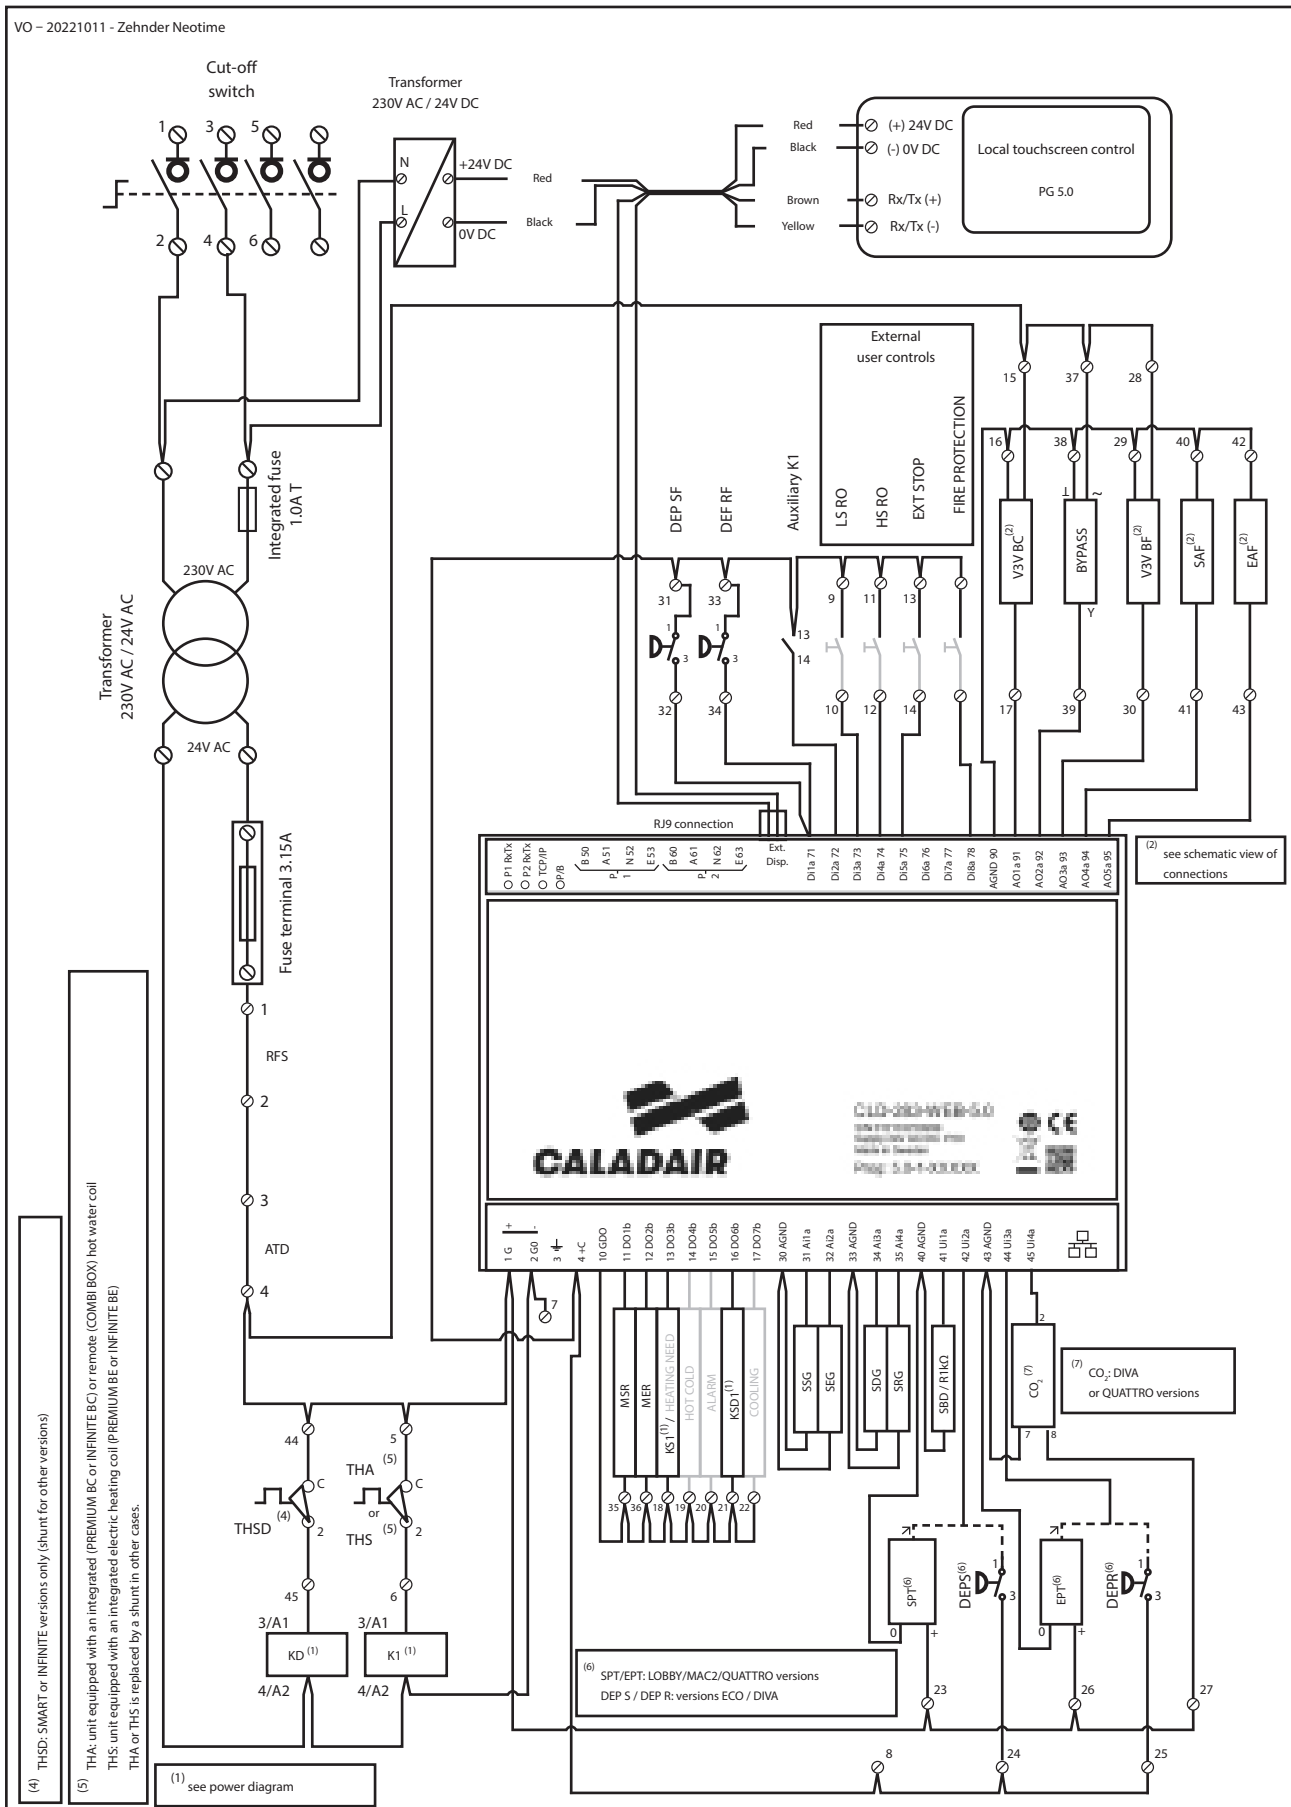 VO – 20221011 - Zehnder Neotime
Cut-off
switch
1
3
5
2
4
6
Transformer
230V AC / 24V DC
N
L
+24V DC
0V DC
Red
Black
Red
Black
Brown
Yellow
(+) 24V DC
(-) 0V DC
Rx/Tx (+)
Rx/Tx (-)
Local touchscreen control
PG 5.0
Integrated fuse
1.0A T
230V AC
Transformer
230V AC / 24V AC
24V AC
Fuse terminal 3.15A
1
RFS
2
3
ATD
4
External
user controls
DEP SF
DEF RF
Auxiliary K1
LS RO
HS RO
EXT STOP
FIRE PROTECTION
31
1
3
32
33
1
3
34
13
14
9
10
11
12
13
14
15
37
28
16
38
29
40
42
⊥
~
V3V BC (2)
BYPASS
V3V BF (2)
SAF (2)
EAF (2)
Y
17
39
30
41
43
RJ9 connection
P1 RxTx
P2 RxTx
TCP/IP
P/B
B 50
A 51
N 52
E 53
P
1
B 60
A 61
N 62
E 63
P
2
Ext.
Disp.
Di1a 71
Di2a 72
Di3a 73
Di4a 74
Di5a 75
Di6a 76
Di7a 77
Di8a 78
AGND 90
AO1a 91
AO2a 92
AO3a 93
AO4a 94
AO5a 95
(2) see schematic view of
connections
CALADAIR
CE
1 G
+
2 G0
-
3
4 +C
10 GDO
11 DO1b
12 DO2b
13 DO3b
14 DO4b
15 DO5b
16 DO6b
17 DO7b
30 AGND
31 Ai1a
32 Ai2a
33 AGND
34 Ai3a
35 Ai4a
40 AGND
41 Ui1a
42 Ui2a
43 AGND
44 Ui3a
45 Ui4a
7
MSR
MER
KS1(1) / HEATING NEED
HOT COLD
ALARM
KSD1(1)
COOLING
35
36
18
19
20
21
22
SSG
SEG
SDG
SRG
SBD / R1kΩ
2
CO2 (7)
7
8
(7) CO2: DIVA
or QUATTRO versions
44
C
(4)
THSD
2
45
3/A1
KD (1)
4/A2
5
THA (5)
C
or
THS (5)
2
6
3/A1
K1 (1)
4/A2
SPT(6)
0
+
DEPS(6)
1
3
EPT(6)
0
+
DEPR(6)
1
3
23
26
27
8
24
25
(6) SPT/EPT: LOBBY/MAC2/QUATTRO versions
DEP S / DEP R: versions ECO / DIVA
(4) THSD: SMART or INFINITE versions only (shunt for other versions)
(5) THA: unit equipped with an integrated (PREMIUM BC or INFINITE BC) or remote (COMBI BOX) hot water coil
THS: unit equipped with an integrated electric heating coil (PREMIUM BE or INFINITE BE)
THA or THS is replaced by a shunt in other cases.
(1) see power diagram